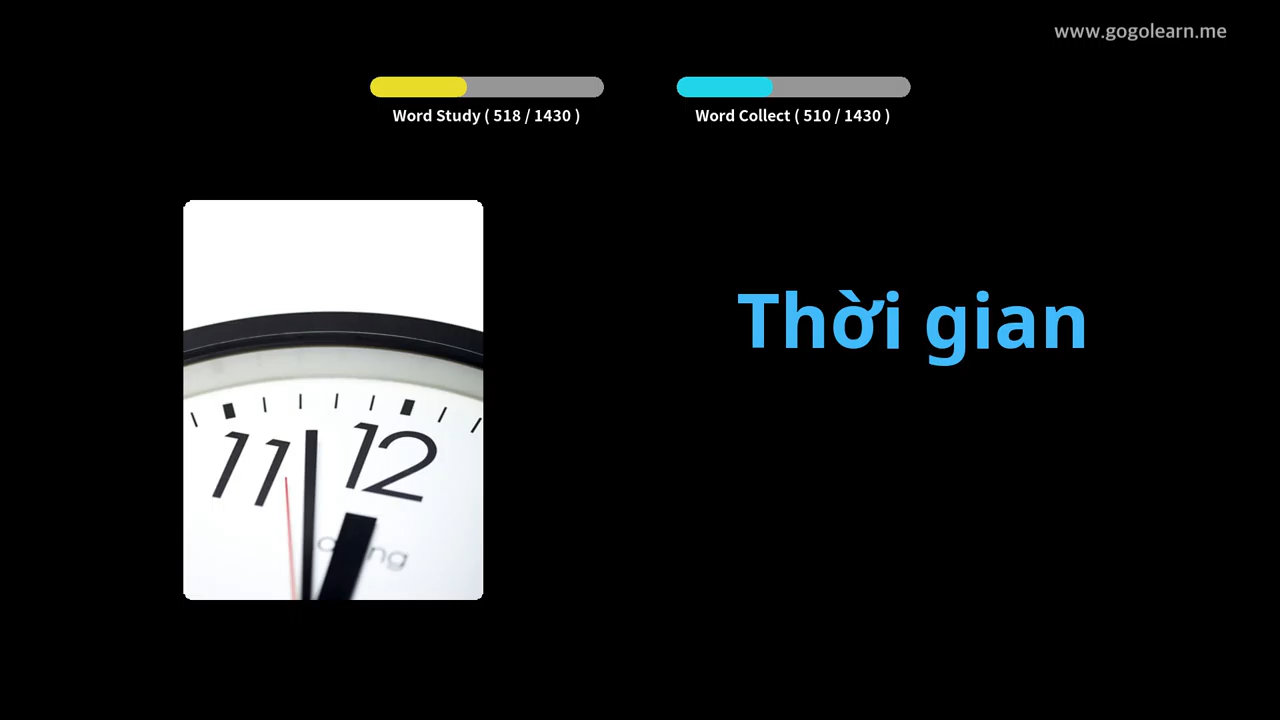 www.gogolearn.me
Word Study ( 518 / 1430 )
Word Collect ( 510 / 1430 )
Thời gian
11
12